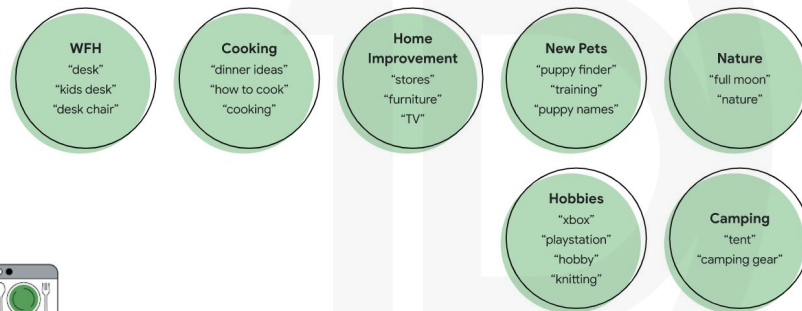 WFH
“desk”
“kids desk”
“desk chair”
Cooking
“dinner ideas”
“how to cook”
“cooking”
Home
Improvement
“stores”
“furniture”
“TV”
New Pets
“puppy finder”
“training”
“puppy names”
Nature
“full moon”
“nature”
Hobbies
“xbox”
“playstation”
“hobby”
“knitting”
Camping
“tent”
“camping gear”